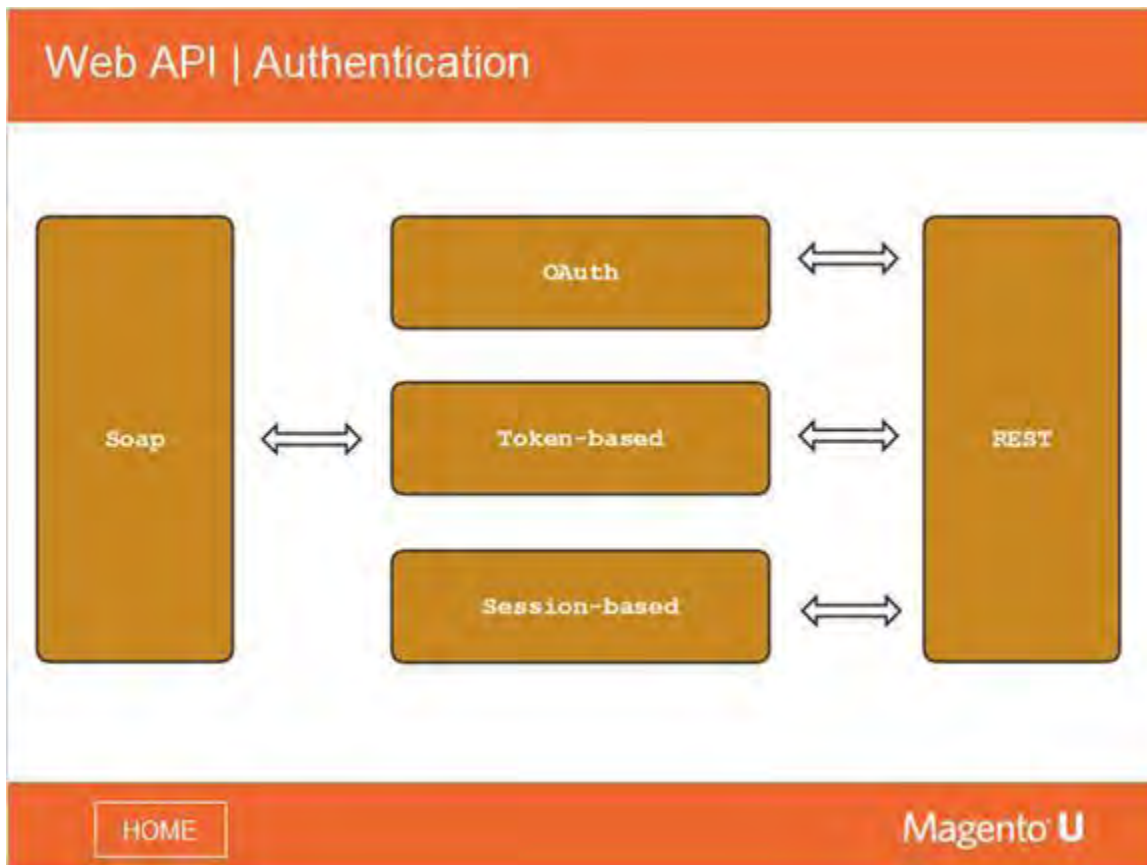 Web API | Authentication
OAuth
Soap
Token-based
REST
Session-based
HOME
Magento U